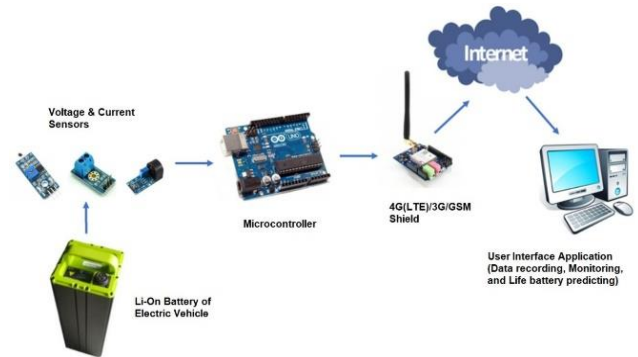 Internet
Voltage & Current
Sensors
Microcontroller
4G(LTE)/3G/GSM
Shield
User Interface Application
(Data recording, Monitoring,
and Life battery predicting)
Li-On Battery of
Electric Vehicle
UNO